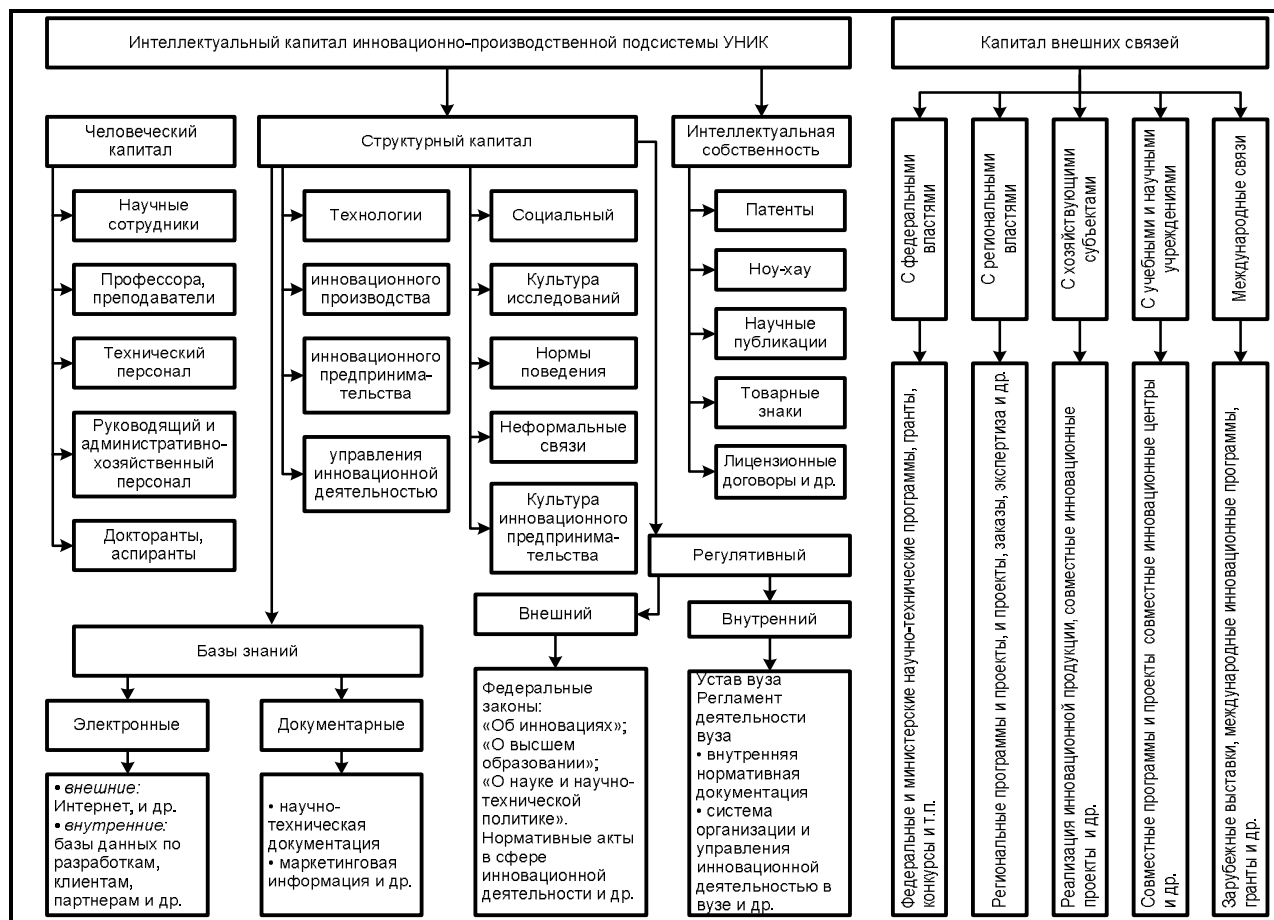 Интеллектуальный капитал инновационно-производственной подсистемы УНИК
Капитал внешних связей
Человеческий
капитал
Структурный капитал
Интеллектуальная
собственность
Научные
сотрудники
Профессора,
преподаватели
Технический
персонал
Руководящий и
административно-
хозяйственный
персонал
Докторанты,
аспиранты
Технологии
инновационного
производства
инновационного
предпринима-
тельства
управления
инновационной
деятельностью
Социальный
Культура
исследований
Нормы
поведения
Неформальные
связи
Культура
инновационного
предпринима-
тельства
Патенты
Ноу-хау
Научные
публикации
Товарные
знаки
Лицензионные
договоры и др.
Регулятивный
Внешний
Внутренний
Федеральные
законы:
«Об инновациях»;
«О высшем
образовании»;
«О науке и научно-
технической
политике».
Нормативные акты
в сфере
инновационной
деятельности и др.
Устав вуза
Регламент
деятельности
вуза
• внутренняя
нормативная
документация
• система
организации и
управления
инновационной
деятельностью в
вузе и др.
Базы знаний
Электронные
Документарные
• внешние:
Интернет, и др.
• внутренние:
базы данных по
разработкам,
клиентам,
партнерам и др.
• научно-
техническая
документация
• маркетинговая
информация и др.
С федеральными
властями
С региональными
властями
С хозяйствующими
субъектами
С учебными и научными
учреждениями
Международные связи
Федеральные и министерские научно-технические программы, гранты,
конкурсы и т.п.
Региональные программы и проекты, и проекты, заказы, экспертиза и др.
Реализация инновационной продукции, совместные инновационные
проекты и др.
Совместные программы и проекты совместные инновационные центры
и др.
Зарубежные выставки, международные инновационные программы,
гранты и др.